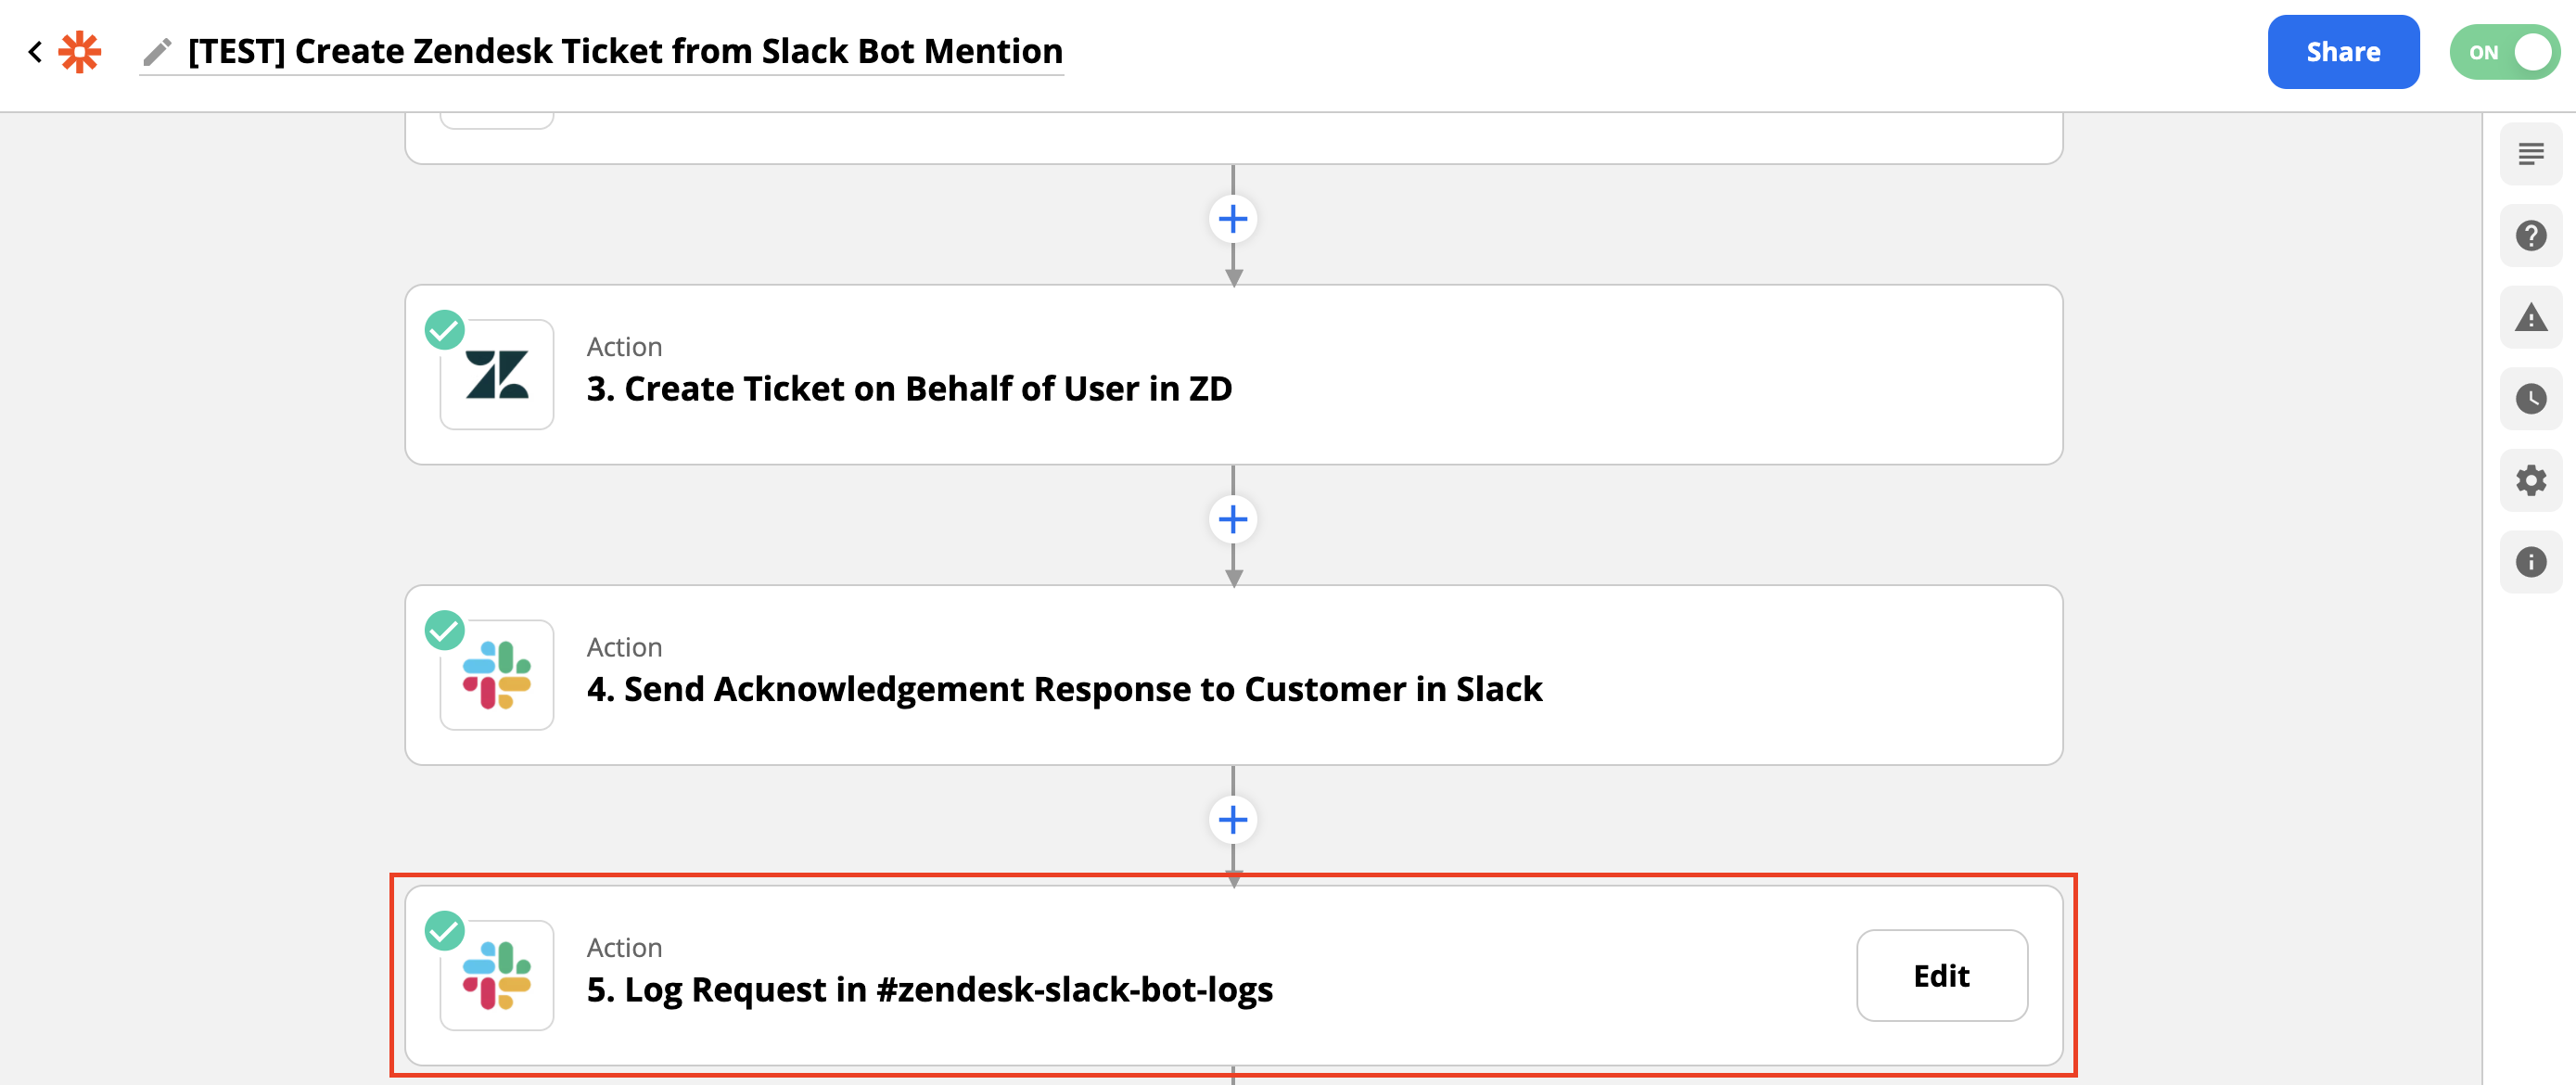 [TEST] Create Zendesk Ticket from Slack Bot Mention
Share
ON
Action
3. Create Ticket on Behalf of User in ZD
Action
4. Send Acknowledgement Response to Customer in Slack
Action
5. Log Request in #zendesk-slack-bot-logs
Edit